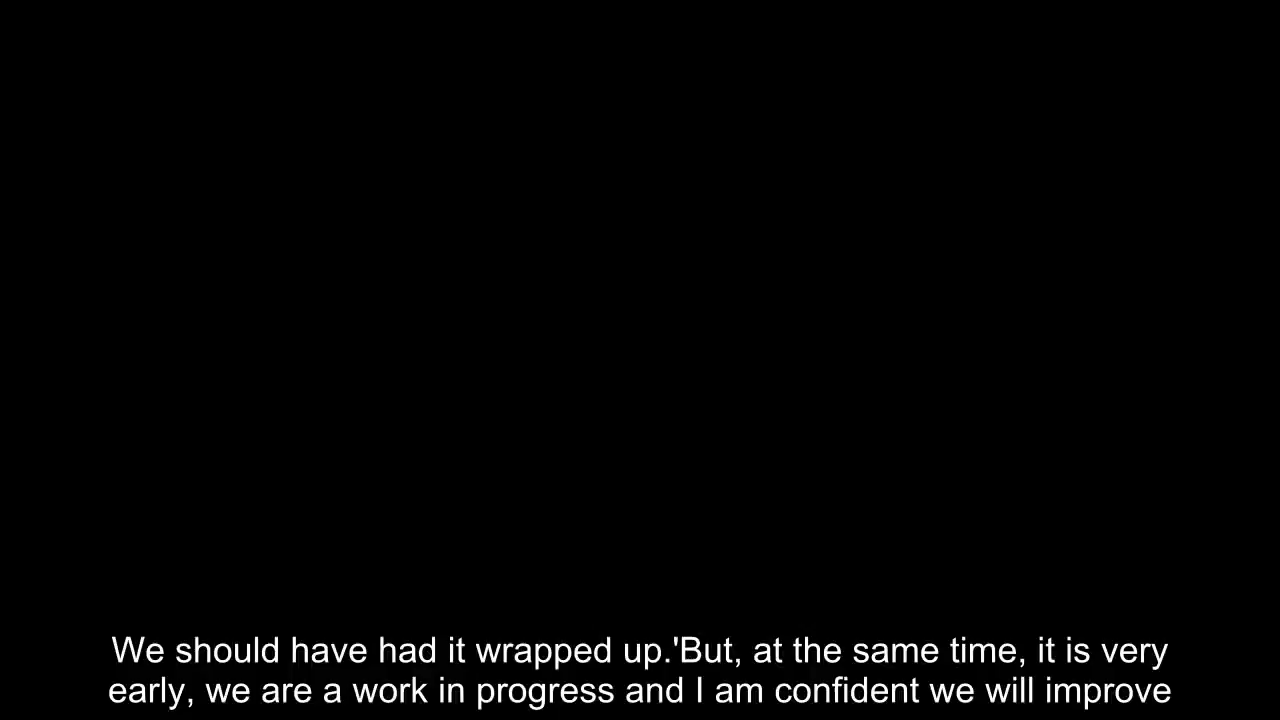 We should have had it wrapped up.'But, at the same time, it is very
early, we are a work in progress and I am confident we will improve